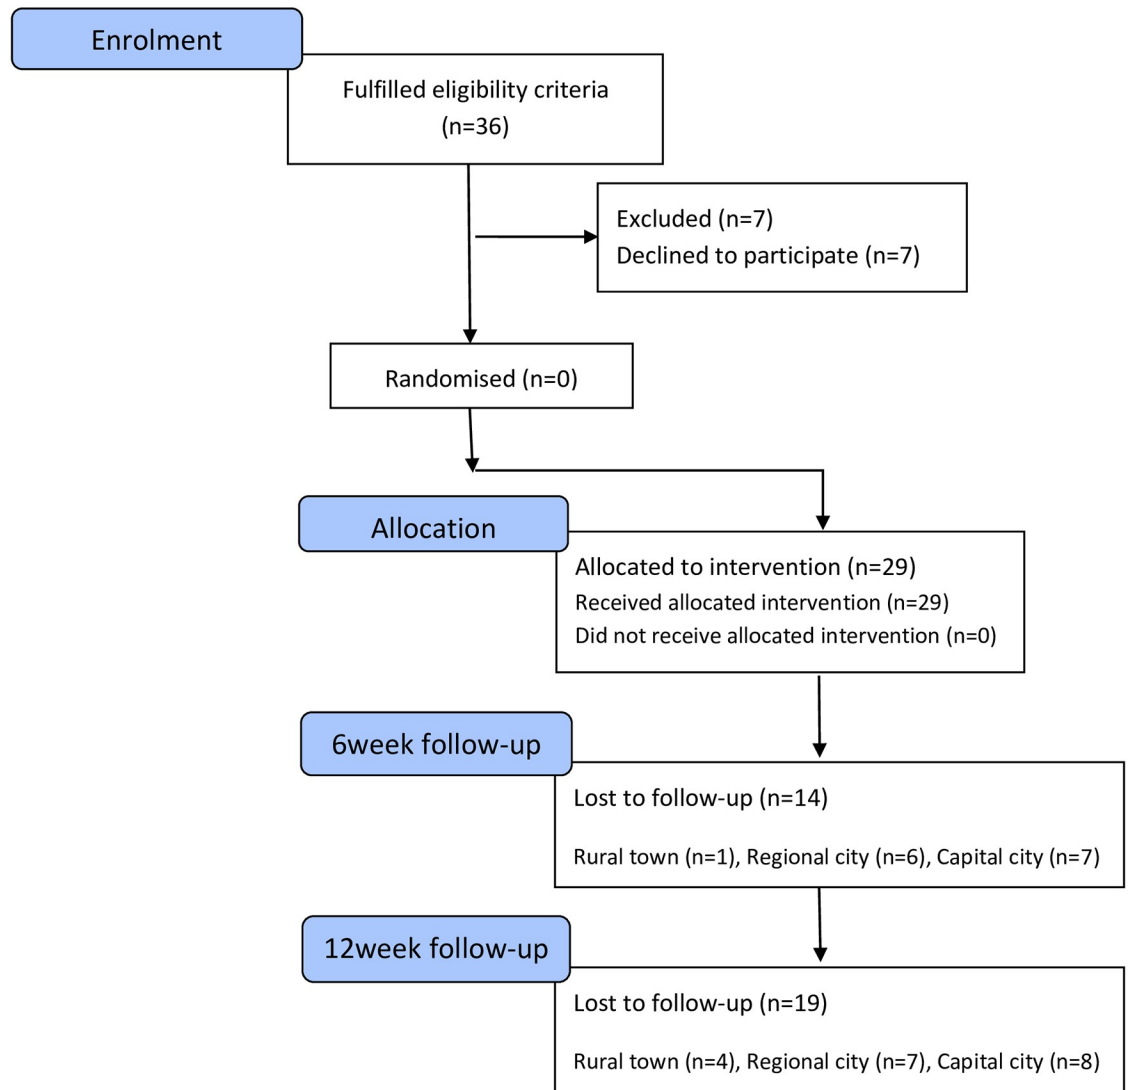 Enrolment
Fulfilled eligibility criteria
(n=36)
Excluded (n=7)
Declined to participate (n=7)
Randomised (n=0)
Allocation
Allocated to intervention (n=29)
Received allocated intervention (n=29)
Did not receive allocated intervention (n=0)
6week follow-up
Lost to follow-up (n=14)
Rural town (n=1), Regional city (n=6), Capital city (n=7)
12week follow-up
Lost to follow-up (n=19)
Rural town (n=4), Regional city (n=7), Capital city (n=8)